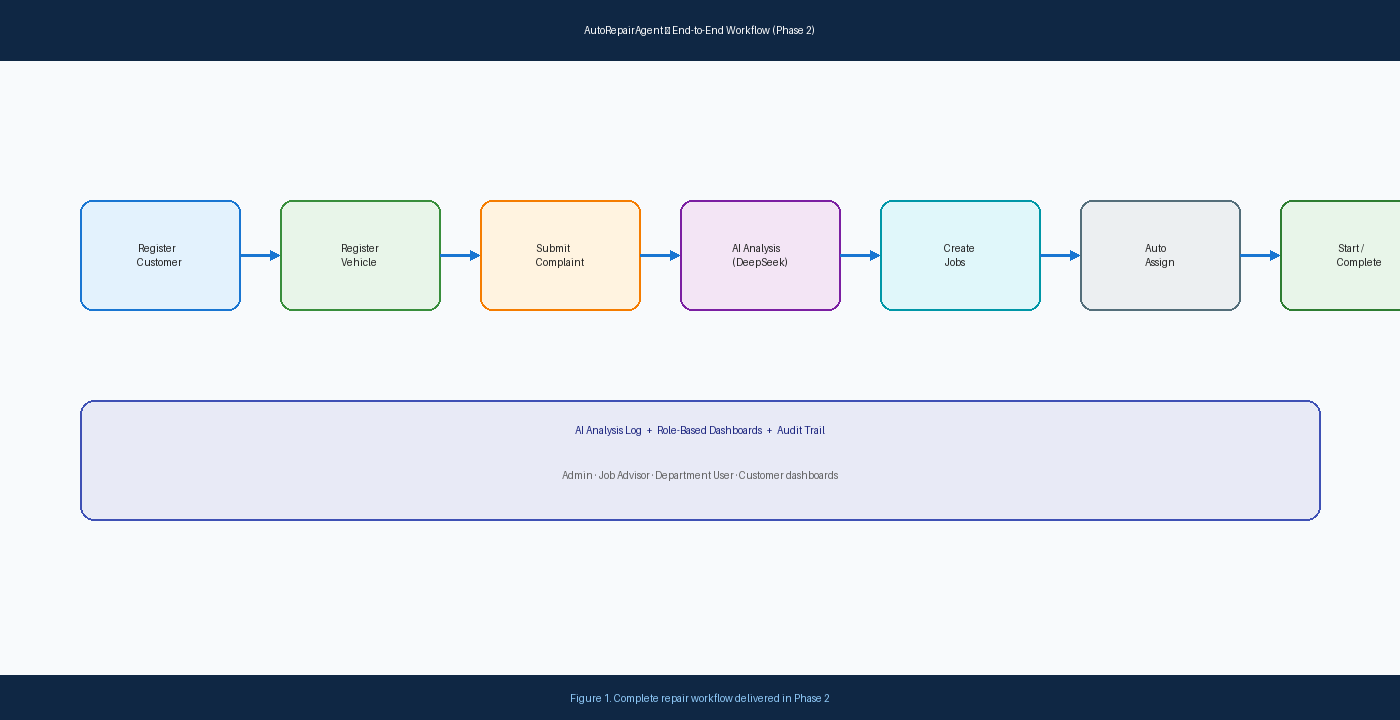 AutoRepairAgent ▯ End-to-End Workflow (Phase 2)
Register
Customer
Register
Vehicle
Submit
Complaint
AI Analysis
(DeepSeek)
Create
Jobs
Auto
Assign
Start /
Complete
AI Analysis Log + Role-Based Dashboards + Audit Trail
Admin · Job Advisor · Department User · Customer dashboards
Figure 1. Complete repair workflow delivered in Phase 2